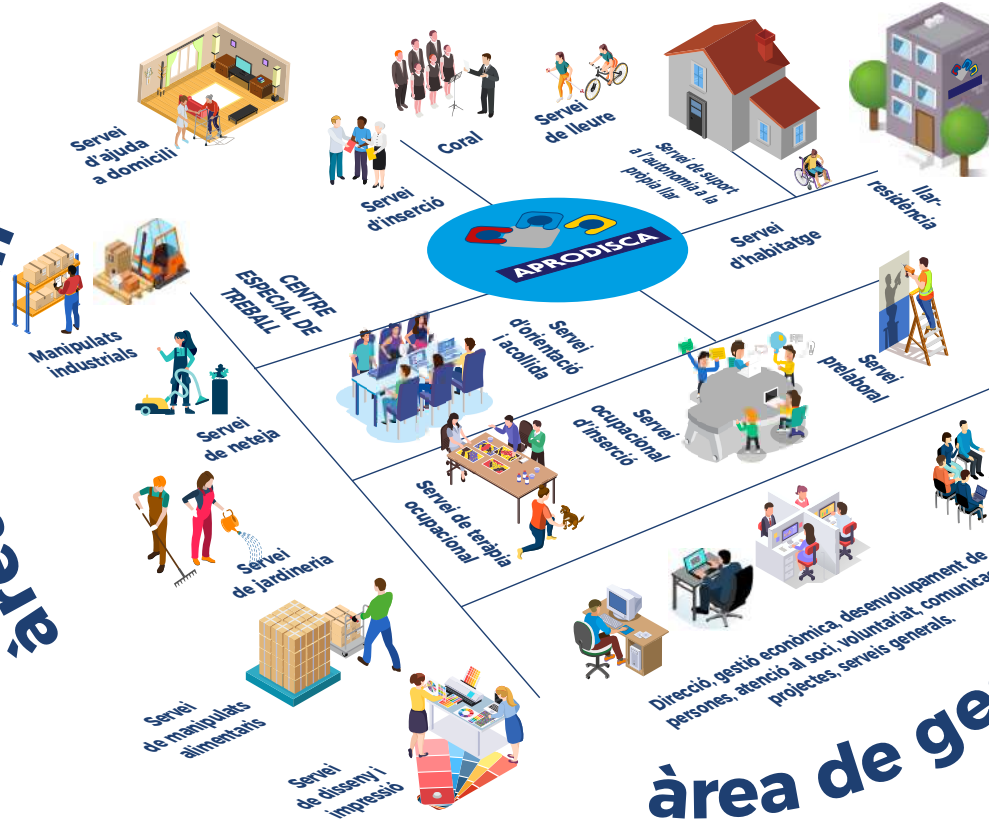 Servei
d'ajuda
a domicili
Coral
Servei
de lleure
Servei de suport
a l'autonomia a la
pròpia llar
llar-
residència
Servei
d'inserció
APRODISCA
Servei
d'habitatge
CENTRE
ESPECIAL DE
TREBALL
Manipulats
industrials
Servei
d'orientació
i acollida
Servei
prelaboral
Servei
de neteja
Servei
ocupacional
d'inserció
Servei de teràpia
ocupacional
Servei
de jardineria
Servei
de manipulats
alimentaris
Servei
de disseny i
impressió
Direcció, gestió econòmica, desenvolupament de
persones, atenció al soci, voluntariat, comunica
projectes, serveis generals.
àrea de ge
àre